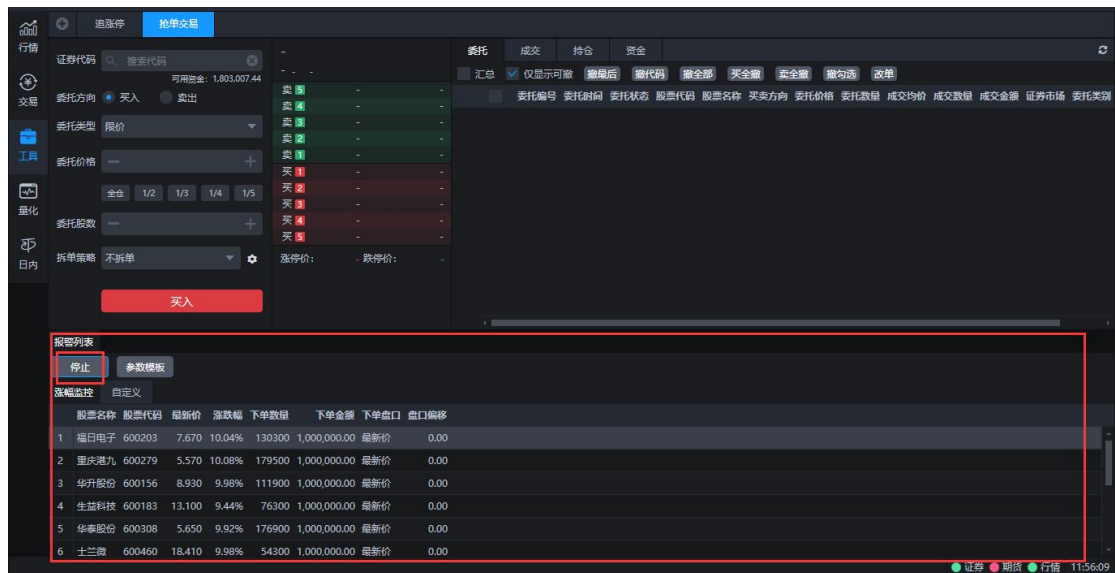 行情
交易
工具
量化
日内
追涨停 抢单交易
证券代码 搜索代码
可用资金: 1,803,007.44
委托方向 买入 卖出
委托类型 限价
委托价格
全仓 1/2 1/3 1/4 1/5
委托股数
拆单策略 不拆单
买入
-
- - -
卖 5 - -
卖 4 - -
卖 3 - -
卖 2 - -
卖 1 - -
买 1 - -
买 2 - -
买 3 - -
买 4 - -
买 5 - -
涨停价: - 跌停价: -
委托 成交 持仓 资金
汇总 仅显示可撤 撤最后 撤代码 撤全部 买全撤 卖全撤 撤勾选 改单
委托编号 委托时间 委托状态 股票代码 股票名称 买卖方向 委托价格 委托数量 成交均价 成交数量 成交金额 证券市场 委托类别
报警列表
停止 参数模板
涨幅监控 自定义
股票名称 股票代码 最新价 涨跌幅 下单数量 下单金额 下单盘口 盘口偏移
1 福日电子 600203 7.670 10.04% 130300 1,000,000.00 最新价 0.00
2 重庆港九 600279 5.570 10.08% 179500 1,000,000.00 最新价 0.00
3 华升股份 600156 8.930 9.98% 111900 1,000,000.00 最新价 0.00
4 生益科技 600183 13.100 9.44% 76300 1,000,000.00 最新价 0.00
5 华泰股份 600308 5.650 9.92% 176900 1,000,000.00 最新价 0.00
6 士兰微 600460 18.410 9.98% 54300 1,000,000.00 最新价 0.00
证券 期货 行情 11:56:09